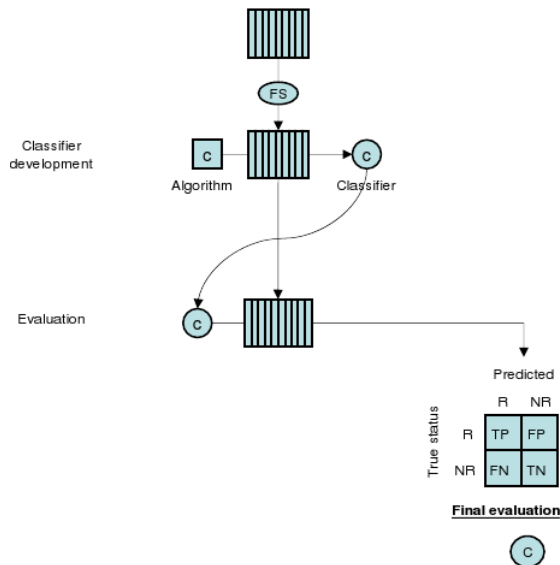 FS
Classifier
development
C
C
Algorithm
Classifier
Evaluation
C
Predicted
R NR
True status
R TP FP
NR FN TN
Final evaluation
C